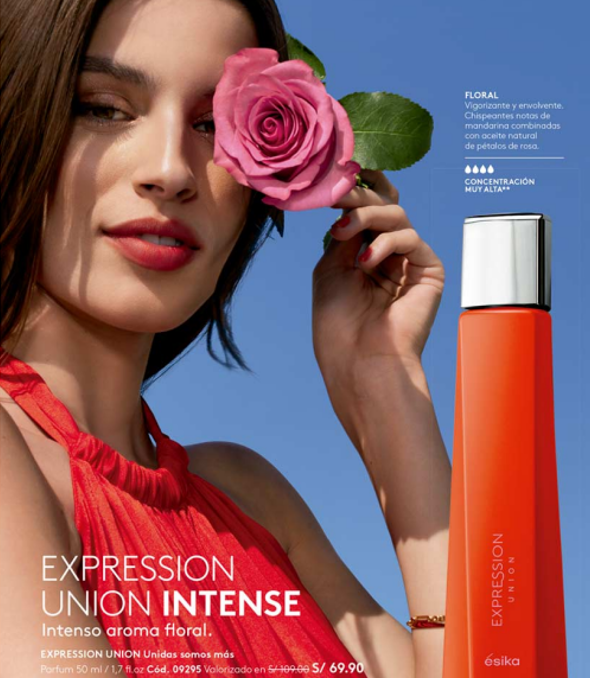 FLORAL
Vigorizante y envolvente.
Chispeantes notas de
mandarina combinadas
con aceite natural
de pétalos de rosa.
CONCENTRACIÓN
MUY ALTA**
EXPRESSION
UNION INTENSE
Intenso aroma floral.
EXPRESSION UNION Unidas somos más
Parfum 50 ml / 1,7 fl.oz Cód. 09295 Valorizado en S/ 109.00 S/ 69.90
EXPRESSION
UNION
ésika